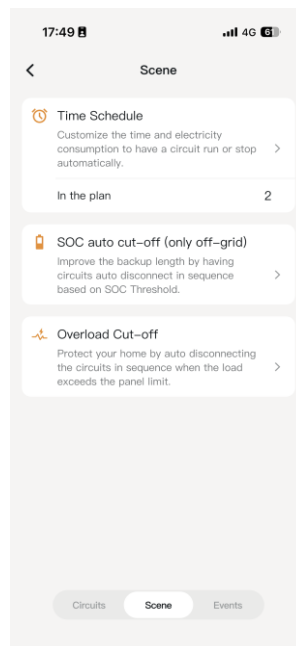 17:49 4G 61
Scene
Time Schedule
Customize the time and electricity
consumption to have a circuit run or stop
automatically.
In the plan 2
SOC auto cut-off (only off-grid)
Improve the backup length by having
circuits auto disconnect in sequence
based on SOC Threshold.
Overload Cut-off
Protect your home by auto disconnecting
the circuits in sequence when the load
exceeds the panel limit.
Circuits Scene Events